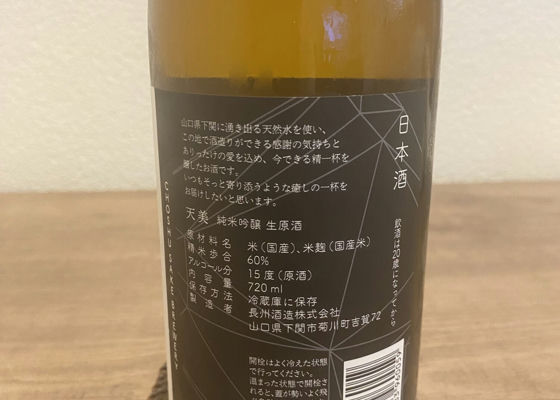 日本酒
飲酒は20歳になってから
山口県下関に湧き出る天然水を使い、
この地で酒造りができる感謝の気持ちと
ありったけの愛を込め、今できる精一杯を
醸したお酒です。
いつもそっと寄り添うような癒しの一杯を
お届けしたいと思います。
天美 純米吟醸 生原酒
原材料名 米(国産)、米麹(国産米)
精米歩合 60%
アルコール分 15度(原酒)
内容量 720ml
保存方法 冷蔵庫に保存
製造者 長州酒造株式会社
山口県下関市菊川町吉賀72
開栓はよく冷えた状態
で行ってください。
温まった状態で開栓され
ると、蓋が勢いよく飛
CHOSHU SAKE BREWERY